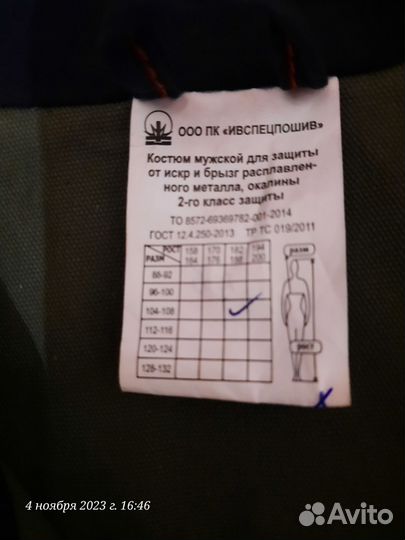 ООО ПК «ИВСПЕЦПОШИВ»
Костюм мужской для защиты
от искр и брызг расплавлен-
ного металла, окалины
2-го класс защиты
ТО 8572-69369782-001-2014
ГОСТ 12.4.250-2013 ТР ТС 019/2011
РОСТ 158 170 182 194
РАЗМ 164 176 188 200
88-92
96-100
104-108
112-116
120-124
128-132
РАЗМ
РОСТ
4 ноября 2023 г. 16:46
Avito